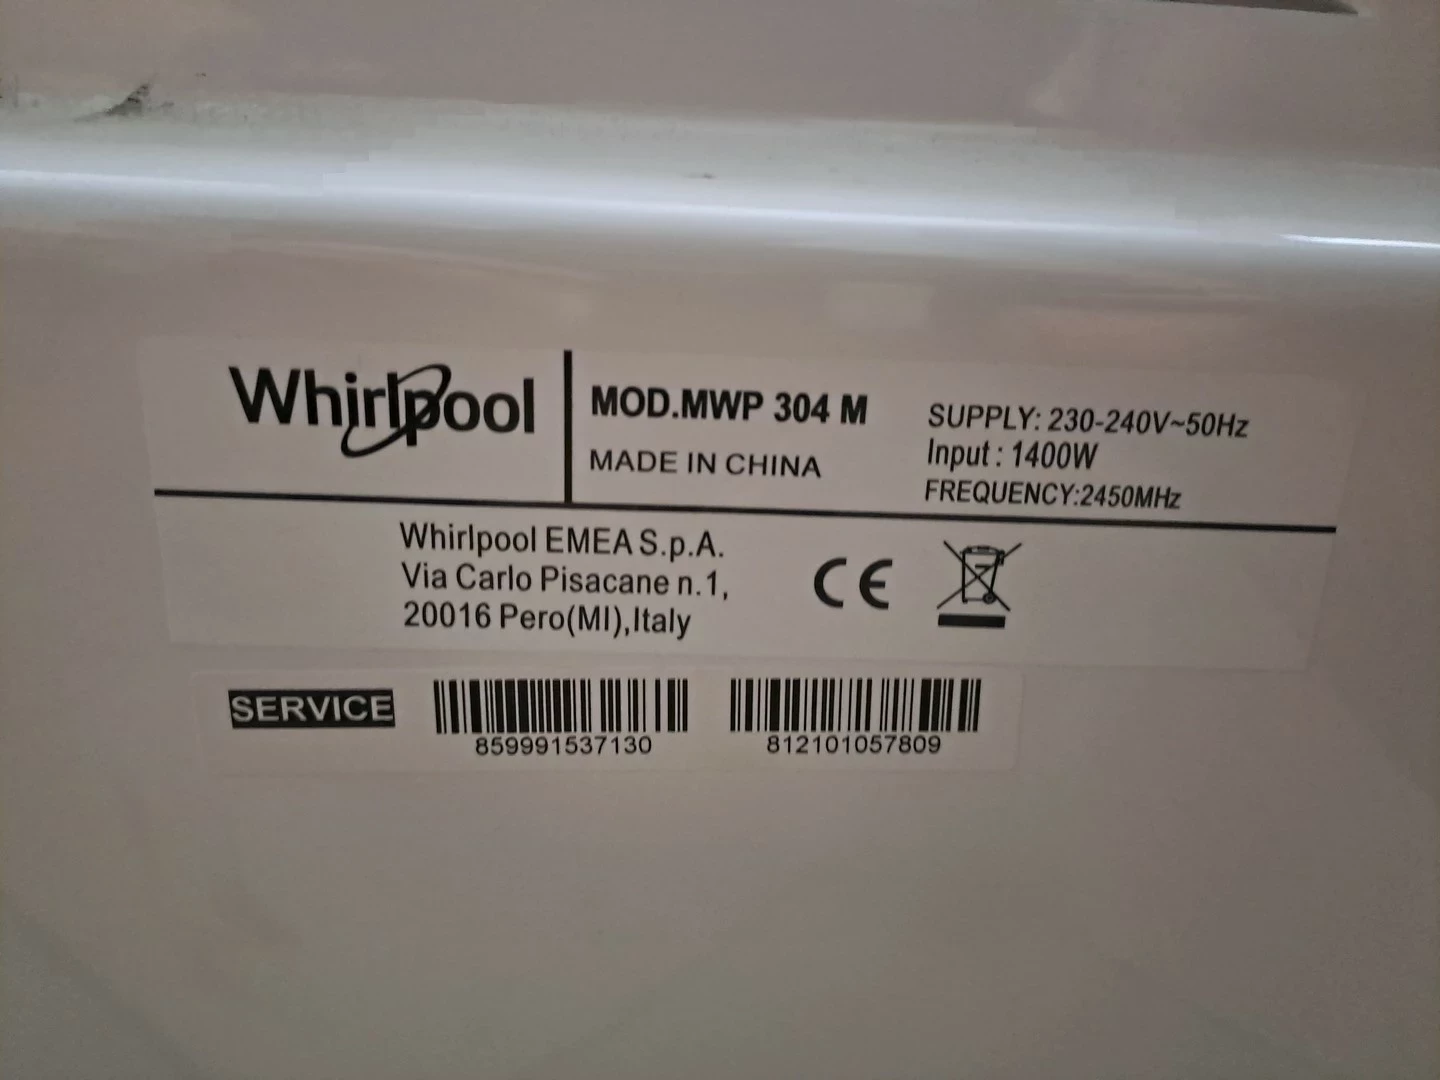 Whirlpool
MOD.MWP 304 M
MADE IN CHINA
SUPPLY: 230-240V~50Hz
Input : 1400W
FREQUENCY:2450MHz
Whirlpool EMEA S.p.A.
Via Carlo Pisacane n.1,
20016 Pero(MI),Italy
CE
SERVICE
859991537130
812101057809